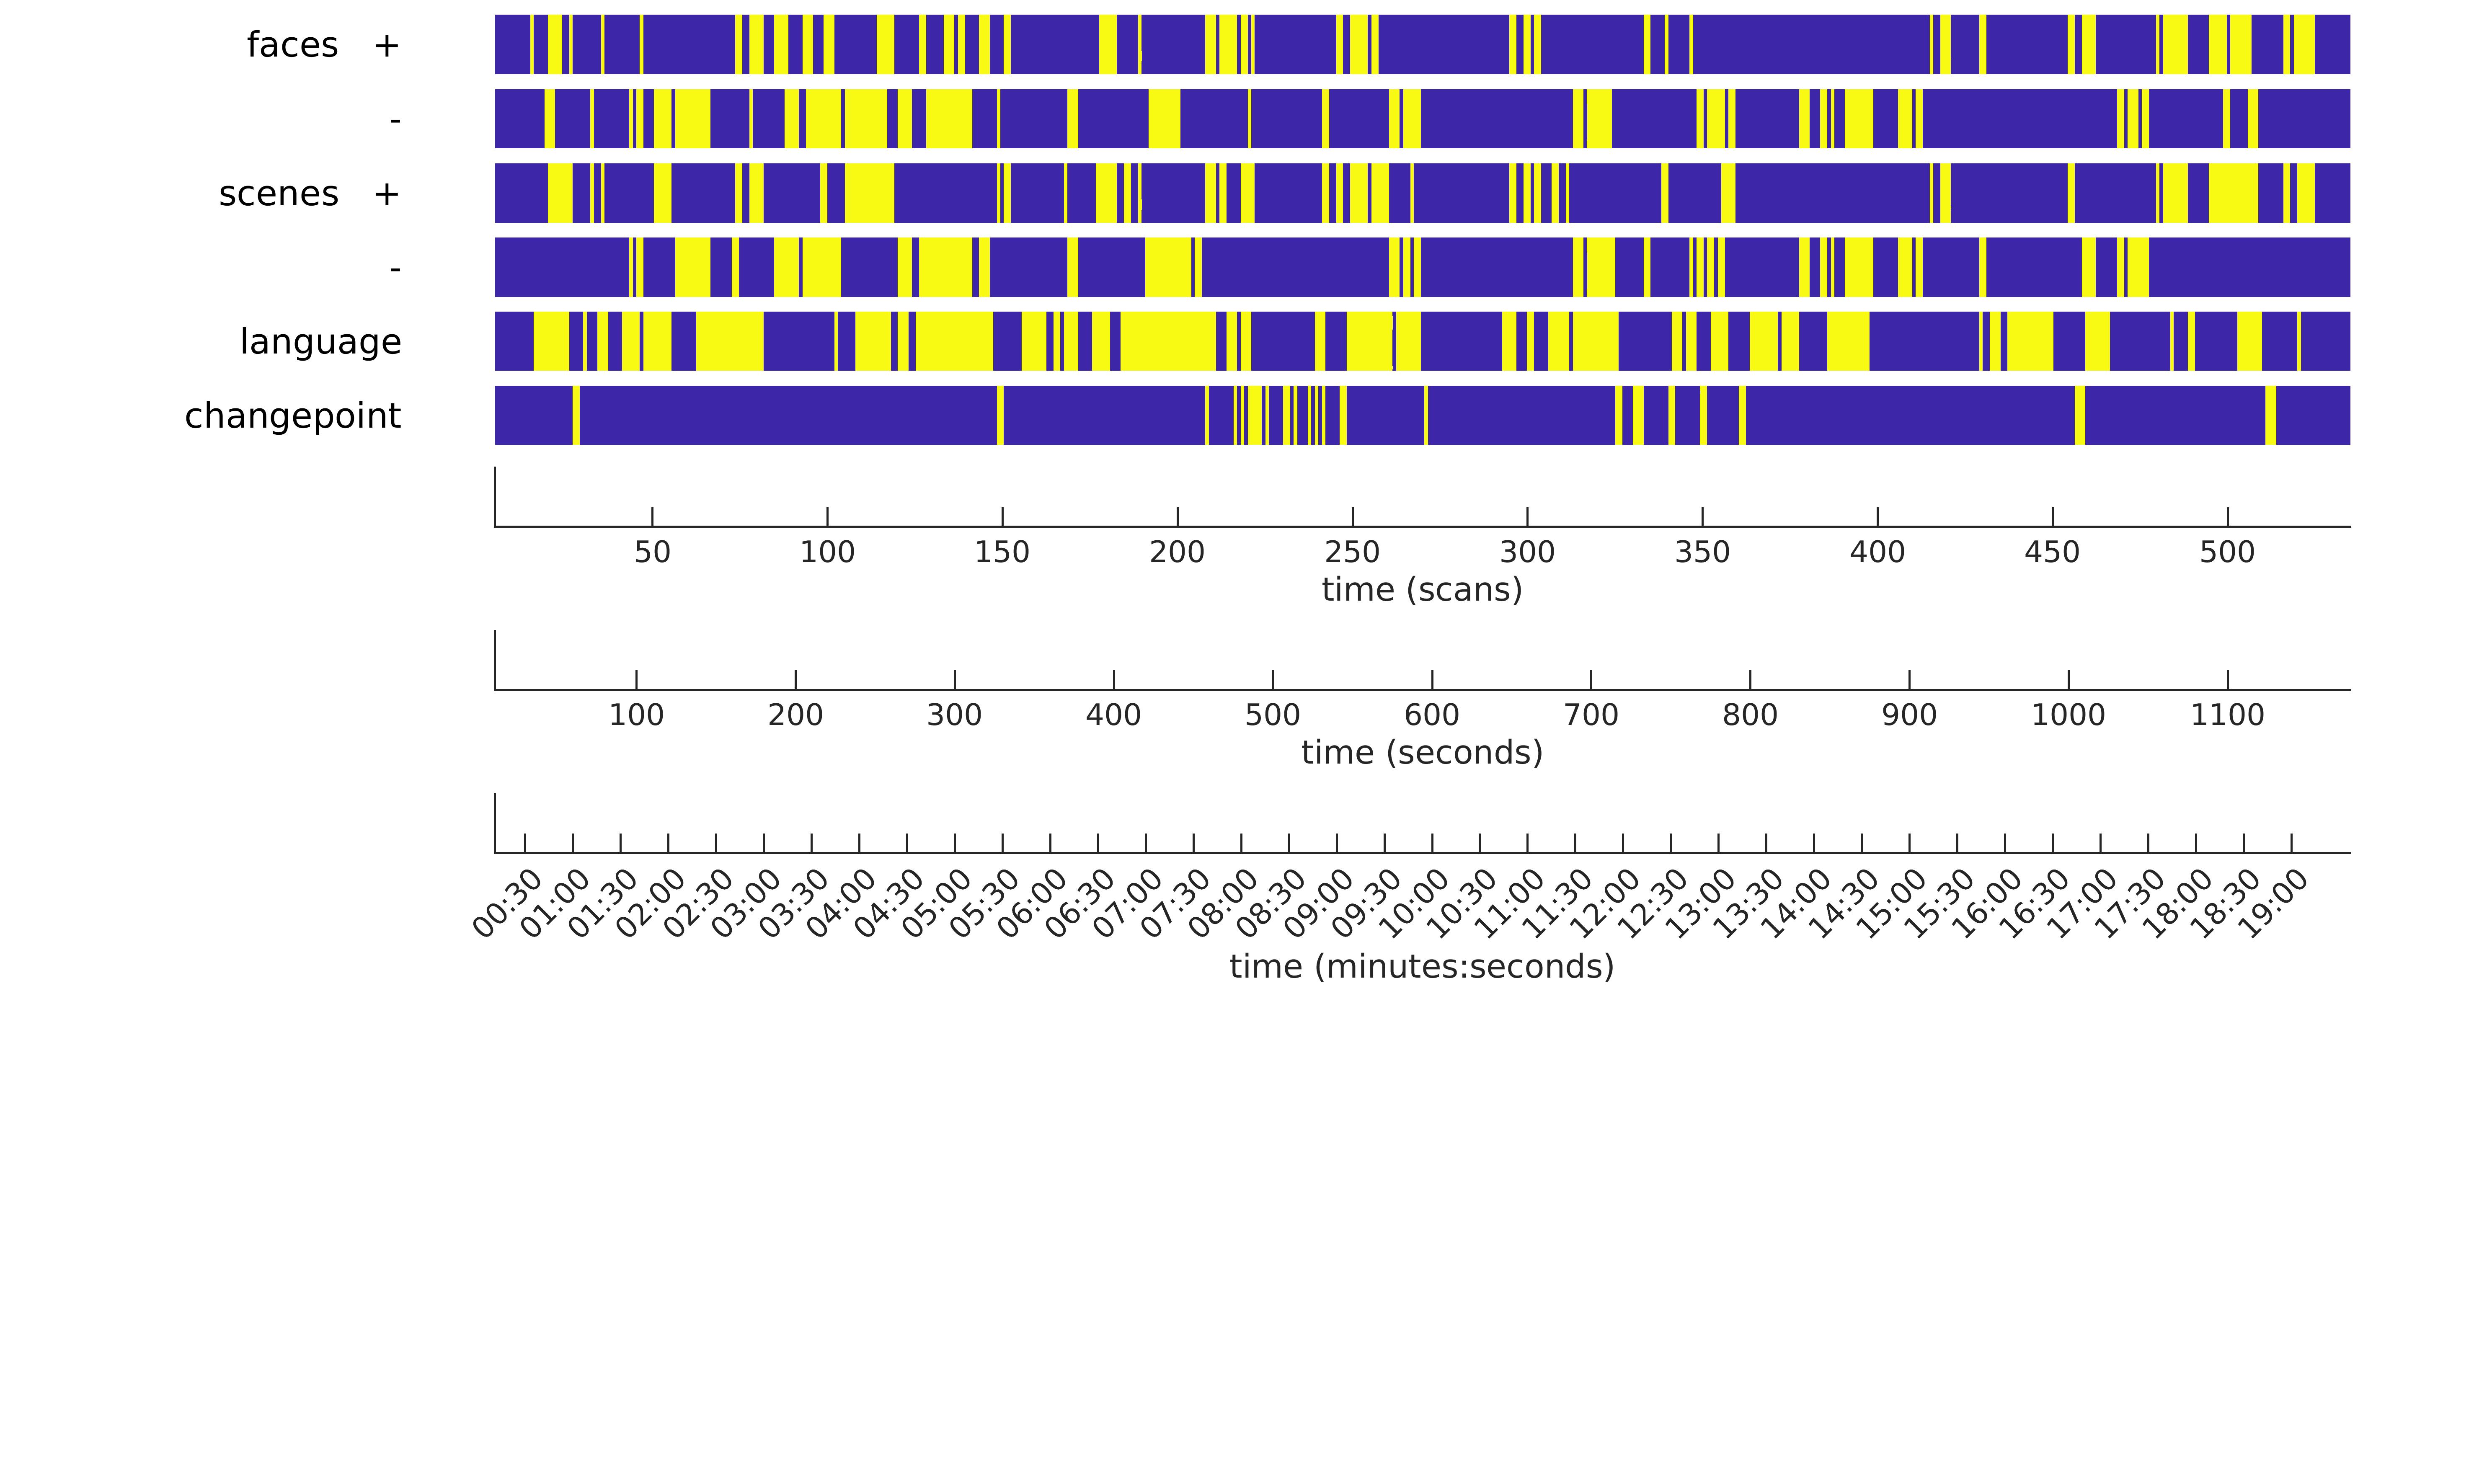 faces +
-
scenes +
-
language
changepoint
50 100 150 200 250 300 350 400 450 500
time (scans)
100 200 300 400 500 600 700 800 900 1000 1100
time (seconds)
00:30 01:00 01:30 02:00 02:30 03:00 03:30 04:00 04:30 05:00 05:30 06:00 06:30 07:00 07:30 08:00 08:30 09:00 09:30 10:00 10:30 11:00 11:30 12:00 12:30 13:00 13:30 14:00 14:30 15:00 15:30 16:00 16:30 17:00 17:30 18:00 18:30 19:00
time (minutes:seconds)